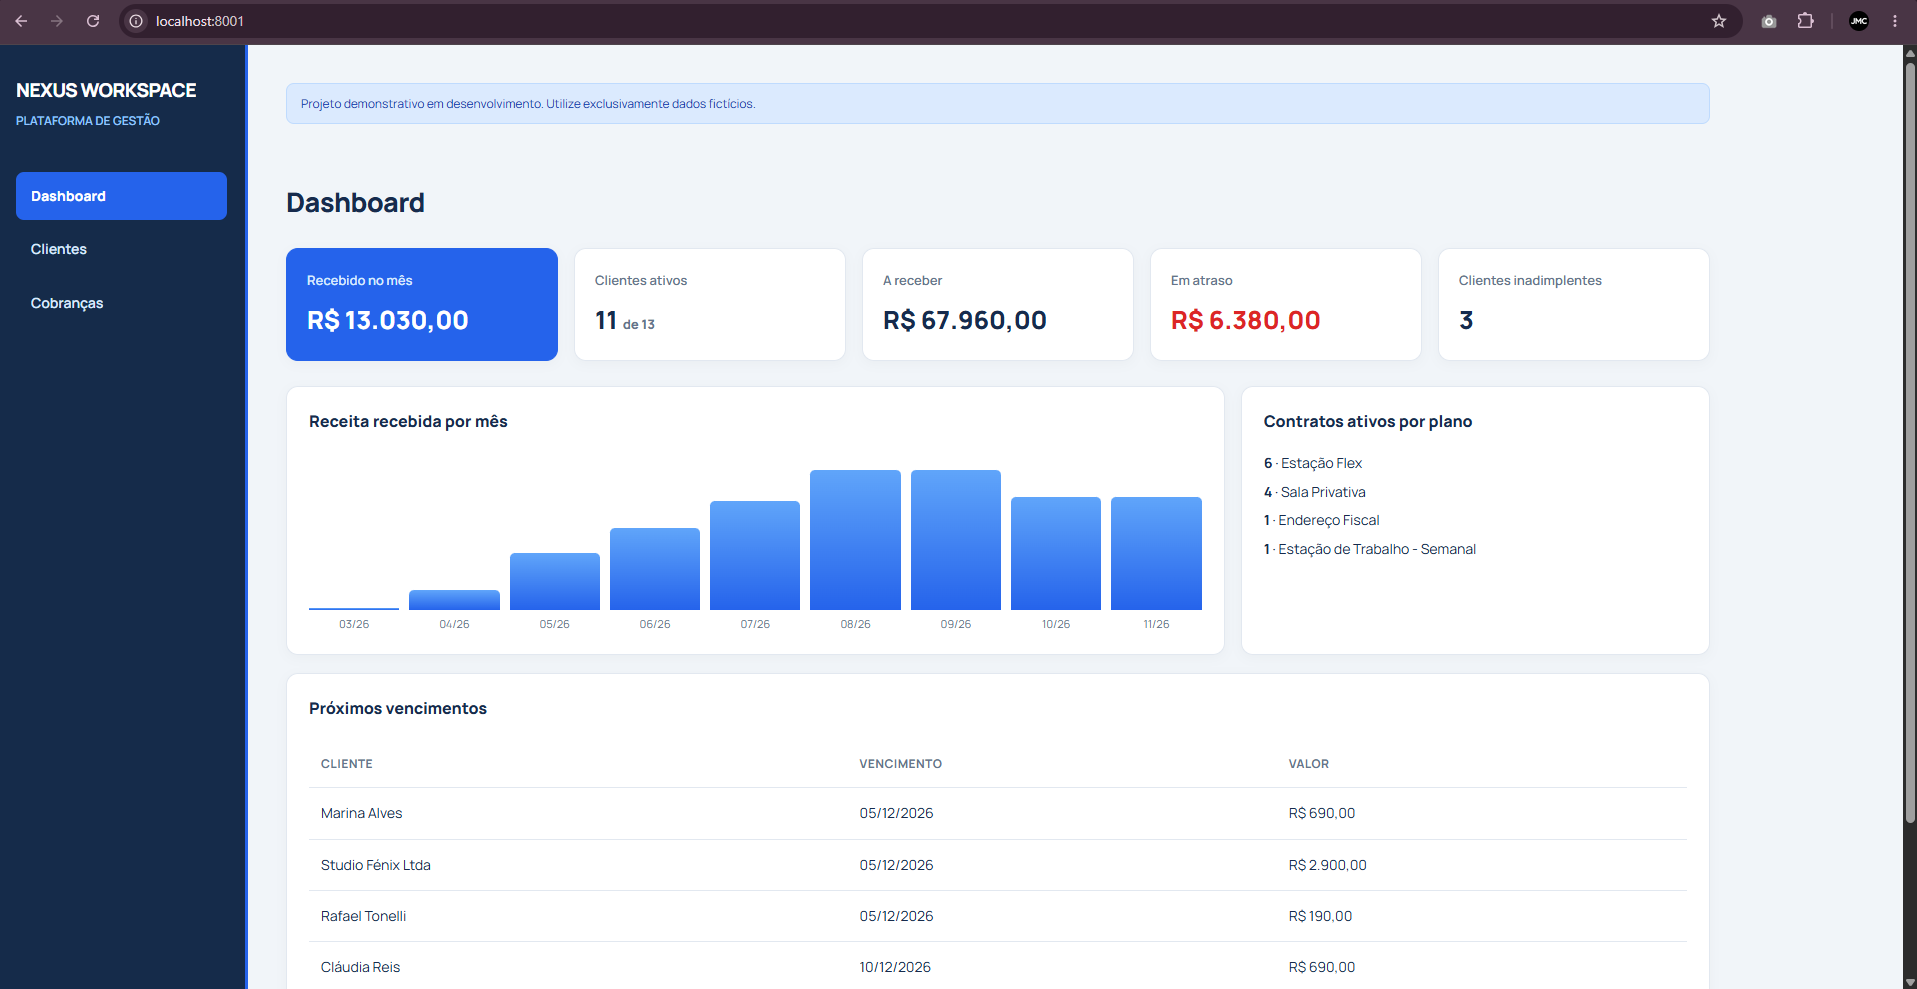 localhost:8001
JMC
NEXUS WORKSPACE
PLATAFORMA DE GESTÃO
Dashboard
Clientes
Cobranças
Projeto demonstrativo em desenvolvimento. Utilize exclusivamente dados fictícios.
Dashboard
Recebido no mês
R$ 13.030,00
Clientes ativos
11 de 13
A receber
R$ 67.960,00
Em atraso
R$ 6.380,00
Clientes inadimplentes
3
Receita recebida por mês
03/26 04/26 05/26 06/26 07/26 08/26 09/26 10/26 11/26
Contratos ativos por plano
6 · Estação Flex
4 · Sala Privativa
1 · Endereço Fiscal
1 · Estação de Trabalho - Semanal
Próximos vencimentos
CLIENTE VENCIMENTO VALOR
Marina Alves 05/12/2026 R$ 690,00
Studio Fénix Ltda 05/12/2026 R$ 2.900,00
Rafael Tonelli 05/12/2026 R$ 190,00
Cláudia Reis 10/12/2026 R$ 690,00